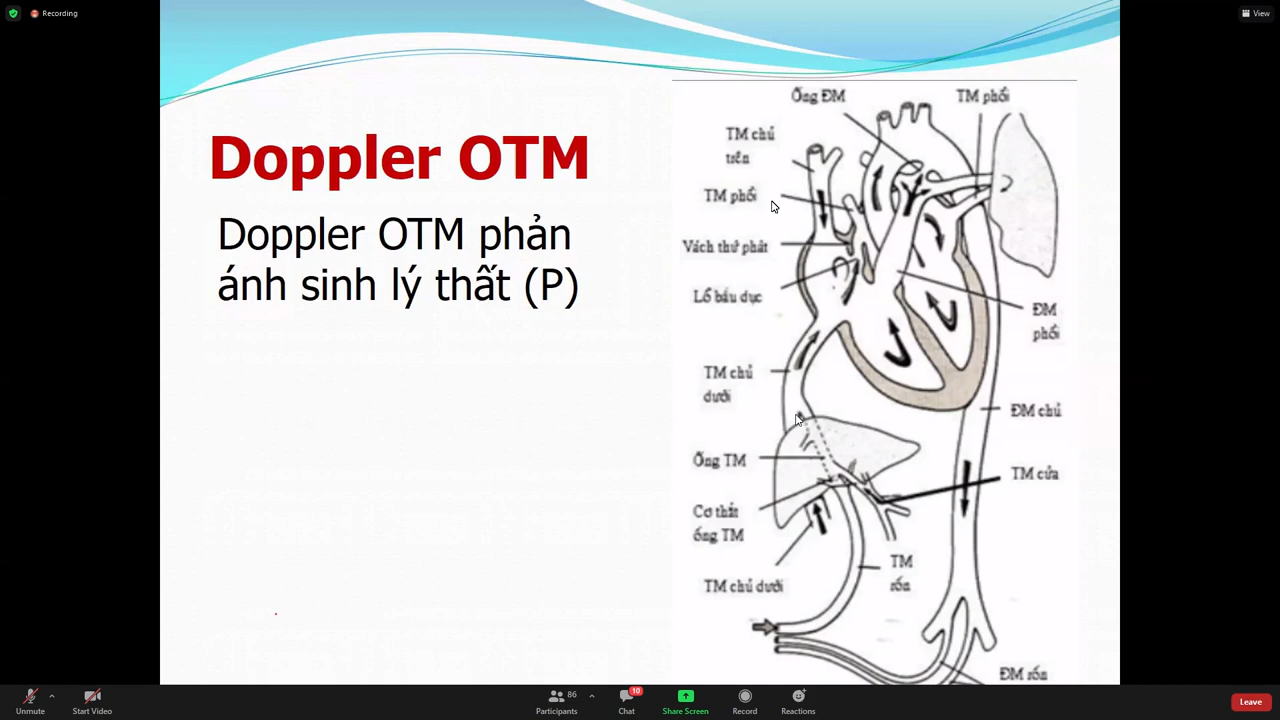 Recording
View
Doppler OTM
Doppler OTM phản
ánh sinh lý thất (P)
Ống ĐM
TM phổi
TM chủ
trên
TM phổi
Vách thứ phát
Lổ bầu dục
ĐM
phổi
TM chủ
dưới
ĐM chủ
Ống TM
TM cửa
Cơ thắt
ống TM
TM
rốn
TM chủ dưới
ĐM rốn
Unmute
Start Video
86
Participants
10
Chat
Share Screen
Record
Reactions
Leave